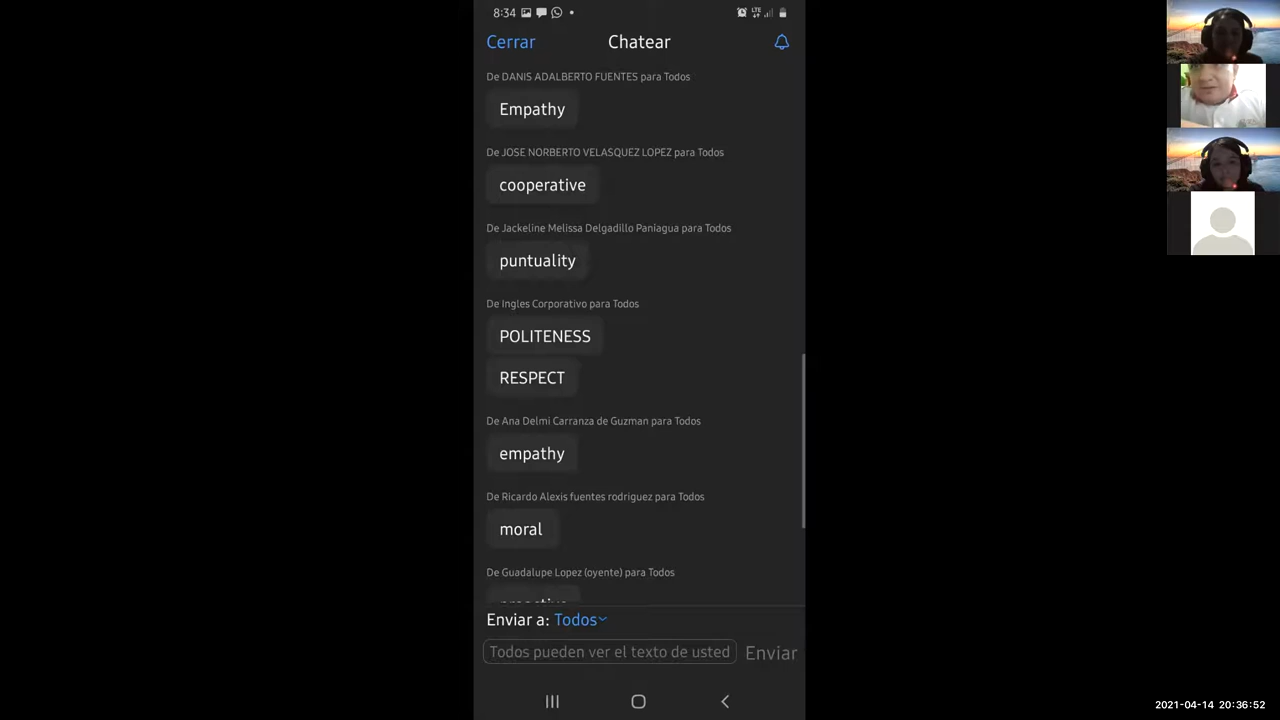 8:34
Cerrar Chatear
De DANIS ADALBERTO FUENTES para Todos
Empathy
De JOSE NORBERTO VELASQUEZ LOPEZ para Todos
cooperative
De Jackeline Melissa Delgadillo Paniagua para Todos
puntuality
De Ingles Corporativo para Todos
POLITENESS
RESPECT
De Ana Delmi Carranza de Guzman para Todos
empathy
De Ricardo Alexis fuentes rodriguez para Todos
moral
De Guadalupe Lopez (oyente) para Todos
Enviar a: Todos
Todos pueden ver el texto de usted Enviar
2021-04-14 20:36:52